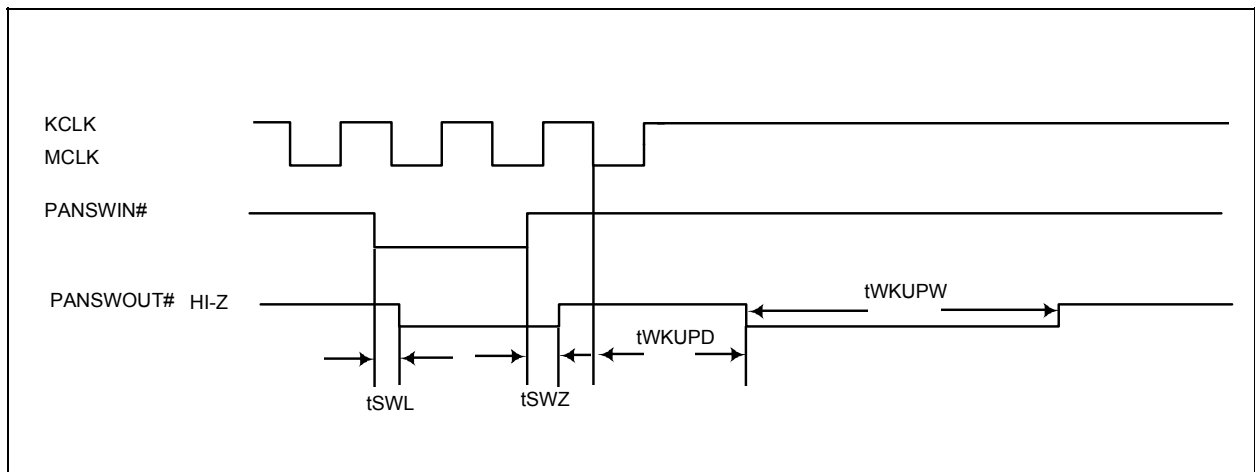 KCLK
MCLK
PANSWIN#
PANSWOUT# HI-Z
tWKUPW
tWKUPD
tSWL
tSWZ